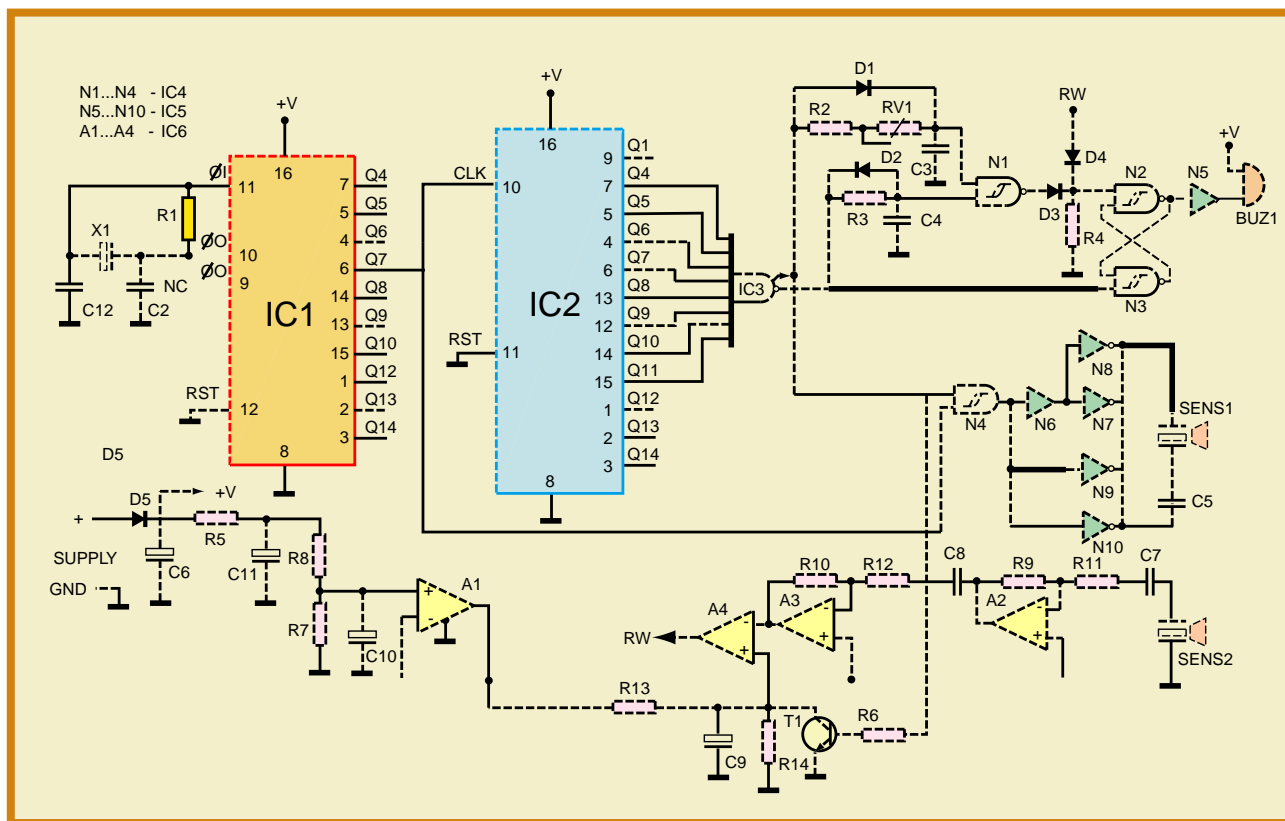 N1...N4 - IC4
N5...N10 - IC5
A1...A4 - IC6
+V
16
ØI
11
R1
X1
ØO
10
ØO
9
NC
C12
C2
IC1
7
Q4
5
Q5
4
Q6
6
Q7
14
Q8
13
Q9
15
Q10
1
Q12
2
Q13
3
Q14
RST
12
8
+V
16
CLK
10
IC2
RST
11
8
Q1
9
Q4
7
Q5
5
Q6
4
Q7
6
Q8
13
Q9
12
Q10
14
Q11
15
Q12
1
Q13
2
Q14
3
IC3
D1
R2
RV1
C3
D2
R3
C4
N1
RW
D4
D3
R4
N2
N3
N5
+V
BUZ1
N4
N6
N8
N7
N9
N10
SENS1
C5
D5
D5
+V
+
SUPPLY
GND
C6
R5
C11
R8
R7
C10
A1
+
-
R13
C9
R14
T1
R6
RW
A4
-
+
A3
-
+
R10
R12
C8
A2
-
+
R9
R11
C7
SENS2